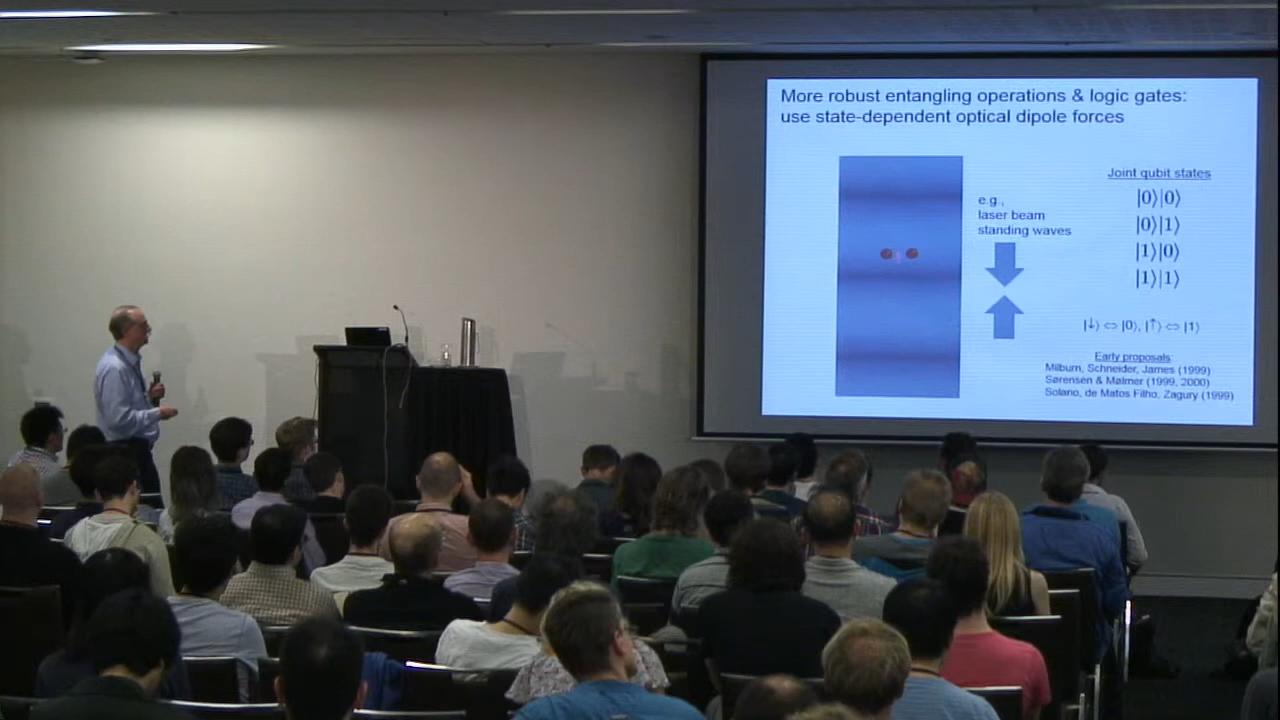 More robust entangling operations & logic gates:
use state-dependent optical dipole forces
e.g.,
laser beam
standing waves
Joint qubit states
|0⟩|0⟩
|0⟩|1⟩
|1⟩|0⟩
|1⟩|1⟩
|↓⟩ ⇔ |0⟩, |↑⟩ ⇔ |1⟩
Early proposals:
Milburn, Schneider, James (1999)
Sørensen & Mølmer (1999, 2000)
Solano, de Matos Filho, Zagury (1999)